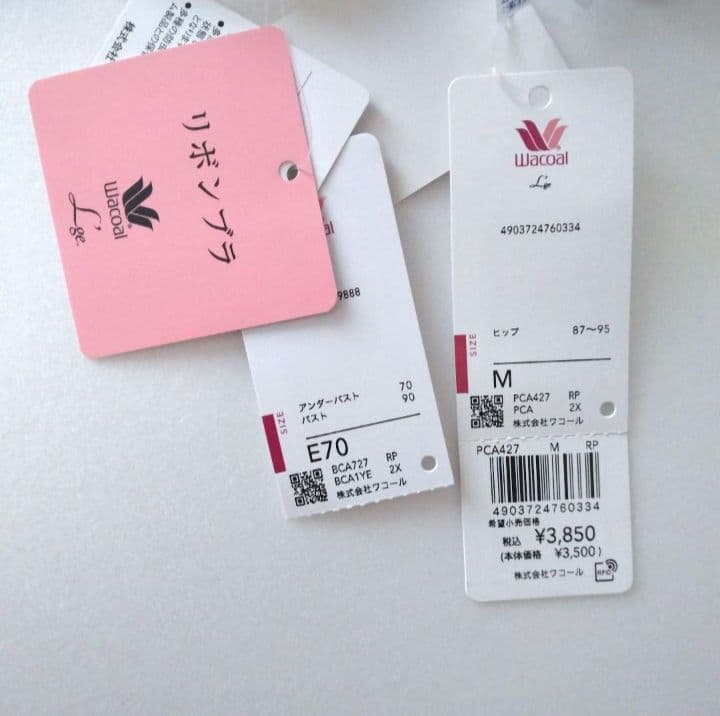 リボンブラ
Wacoal
L'ge.
株式会社
9888
アンダーバスト 70
バスト 90
SIZE
E70
BCA727 RP
BCA1YE 2X
株式会社ワコール
Wacoal
L'ge
4903724760334
ヒップ 87～95
SIZE
M
PCA427 RP
PCA 2X
株式会社ワコール
PCA427 M RP
4903724760334
希望小売価格
税込 ¥3,850
(本体価格 ¥3,500)
株式会社ワコール
RFID